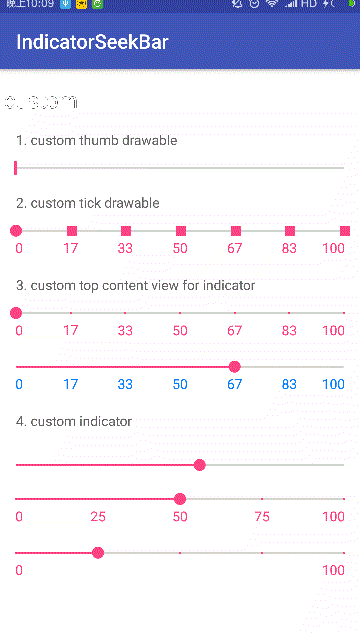 晚上10:09 HD
IndicatorSeekBar
custom
1. custom thumb drawable
2. custom tick drawable
0 17 33 50 67 83 100
3. custom top content view for indicator
0 17 33 50 67 83 100
0 17 33 50 67 83 100
4. custom indicator
0 25 50 75 100
0 100